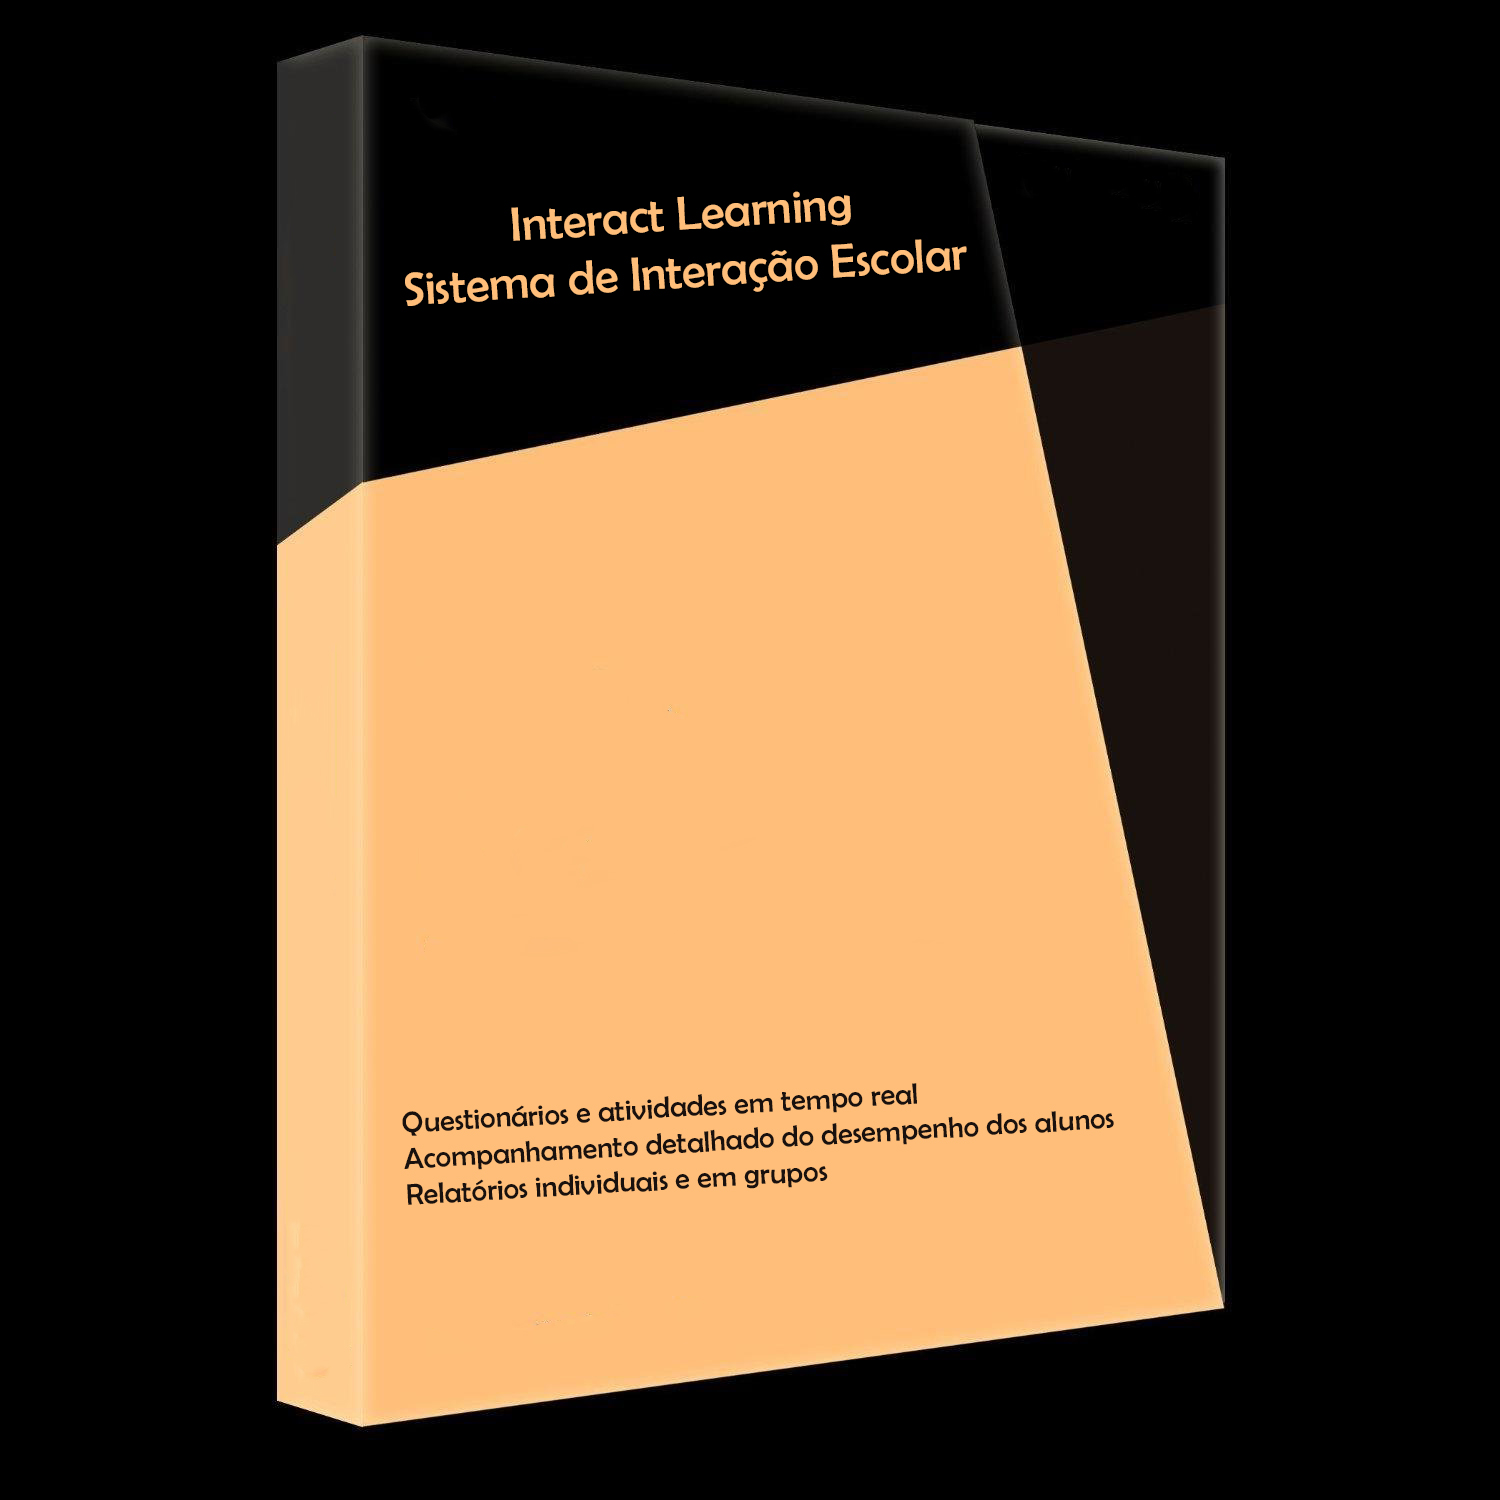 Interact Learning
Sistema de Interação Escolar
Questionários e atividades em tempo real
Acompanhamento detalhado do desempenho dos alunos
Relatórios individuais e em grupos